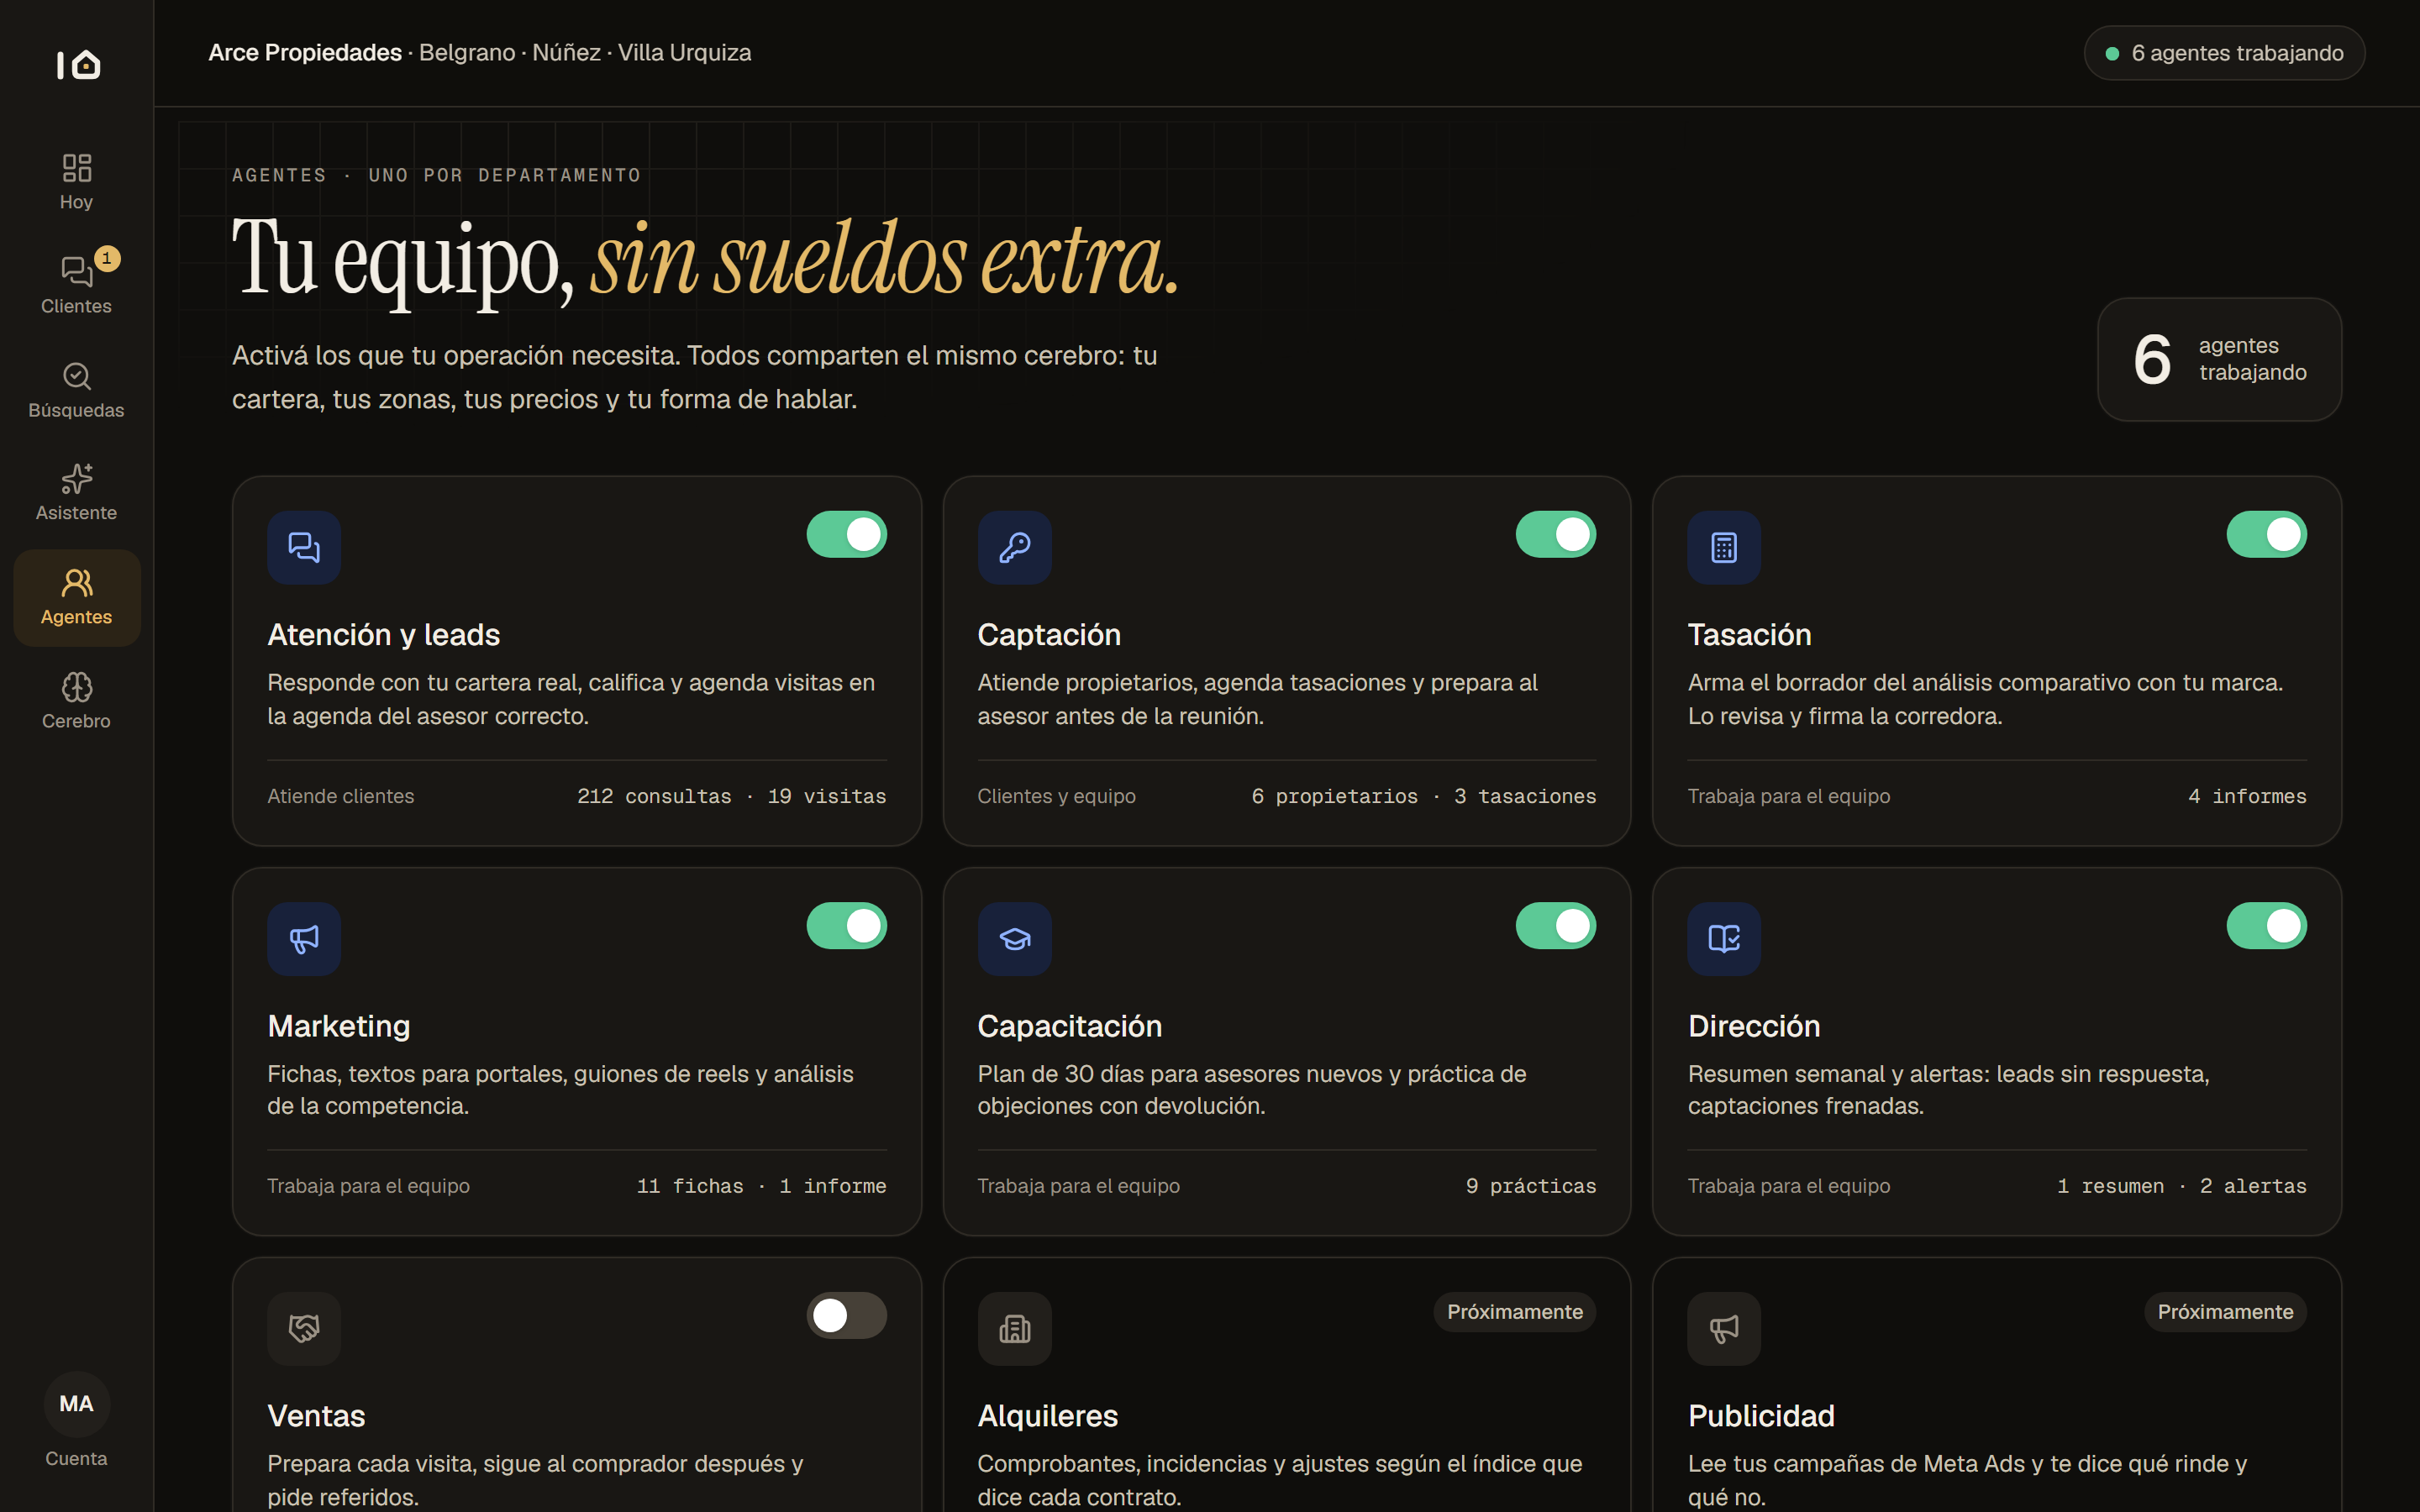 Arce Propiedades · Belgrano · Núñez · Villa Urquiza
6 agentes trabajando
Hoy
1
Clientes
Búsquedas
Asistente
Agentes
Cerebro
MA
Cuenta
AGENTES · UNO POR DEPARTAMENTO
Tu equipo, sin sueldos extra.
Activá los que tu operación necesita. Todos comparten el mismo cerebro: tu
cartera, tus zonas, tus precios y tu forma de hablar.
6
agentes
trabajando
Atención y leads
Responde con tu cartera real, califica y agenda visitas en
la agenda del asesor correcto.
Atiende clientes
212 consultas · 19 visitas
Captación
Atiende propietarios, agenda tasaciones y prepara al
asesor antes de la reunión.
Clientes y equipo
6 propietarios · 3 tasaciones
Tasación
Arma el borrador del análisis comparativo con tu marca.
Lo revisa y firma la corredora.
Trabaja para el equipo
4 informes
Marketing
Fichas, textos para portales, guiones de reels y análisis
de la competencia.
Trabaja para el equipo
11 fichas · 1 informe
Capacitación
Plan de 30 días para asesores nuevos y práctica de
objeciones con devolución.
Trabaja para el equipo
9 prácticas
Dirección
Resumen semanal y alertas: leads sin respuesta,
captaciones frenadas.
Trabaja para el equipo
1 resumen · 2 alertas
Ventas
Prepara cada visita, sigue al comprador después y
pide referidos.
Próximamente
Alquileres
Comprobantes, incidencias y ajustes según el índice que
dice cada contrato.
Próximamente
Publicidad
Lee tus campañas de Meta Ads y te dice qué rinde y
qué no.